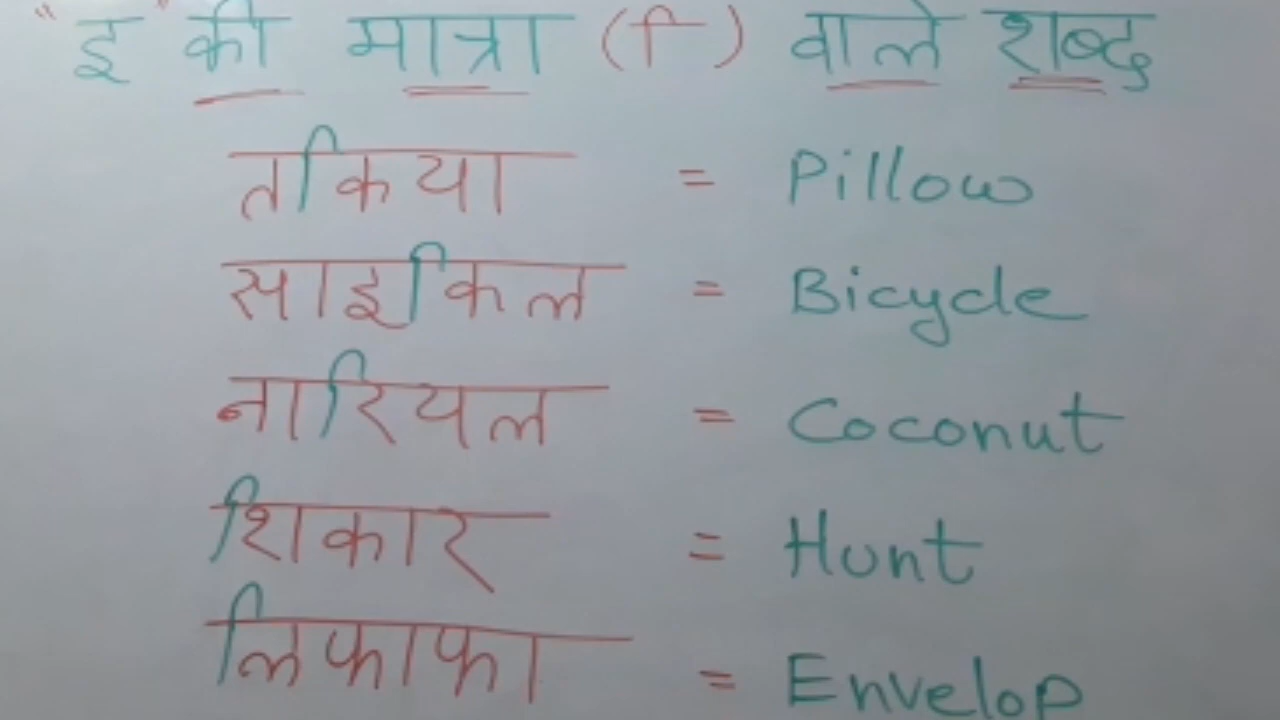 "इ" की मात्रा (ि) वाले शब्द
तकिया = Pillow
साइकिल = Bicycle
नारियल = Coconut
शिकार = Hunt
लिफाफा = Envelop